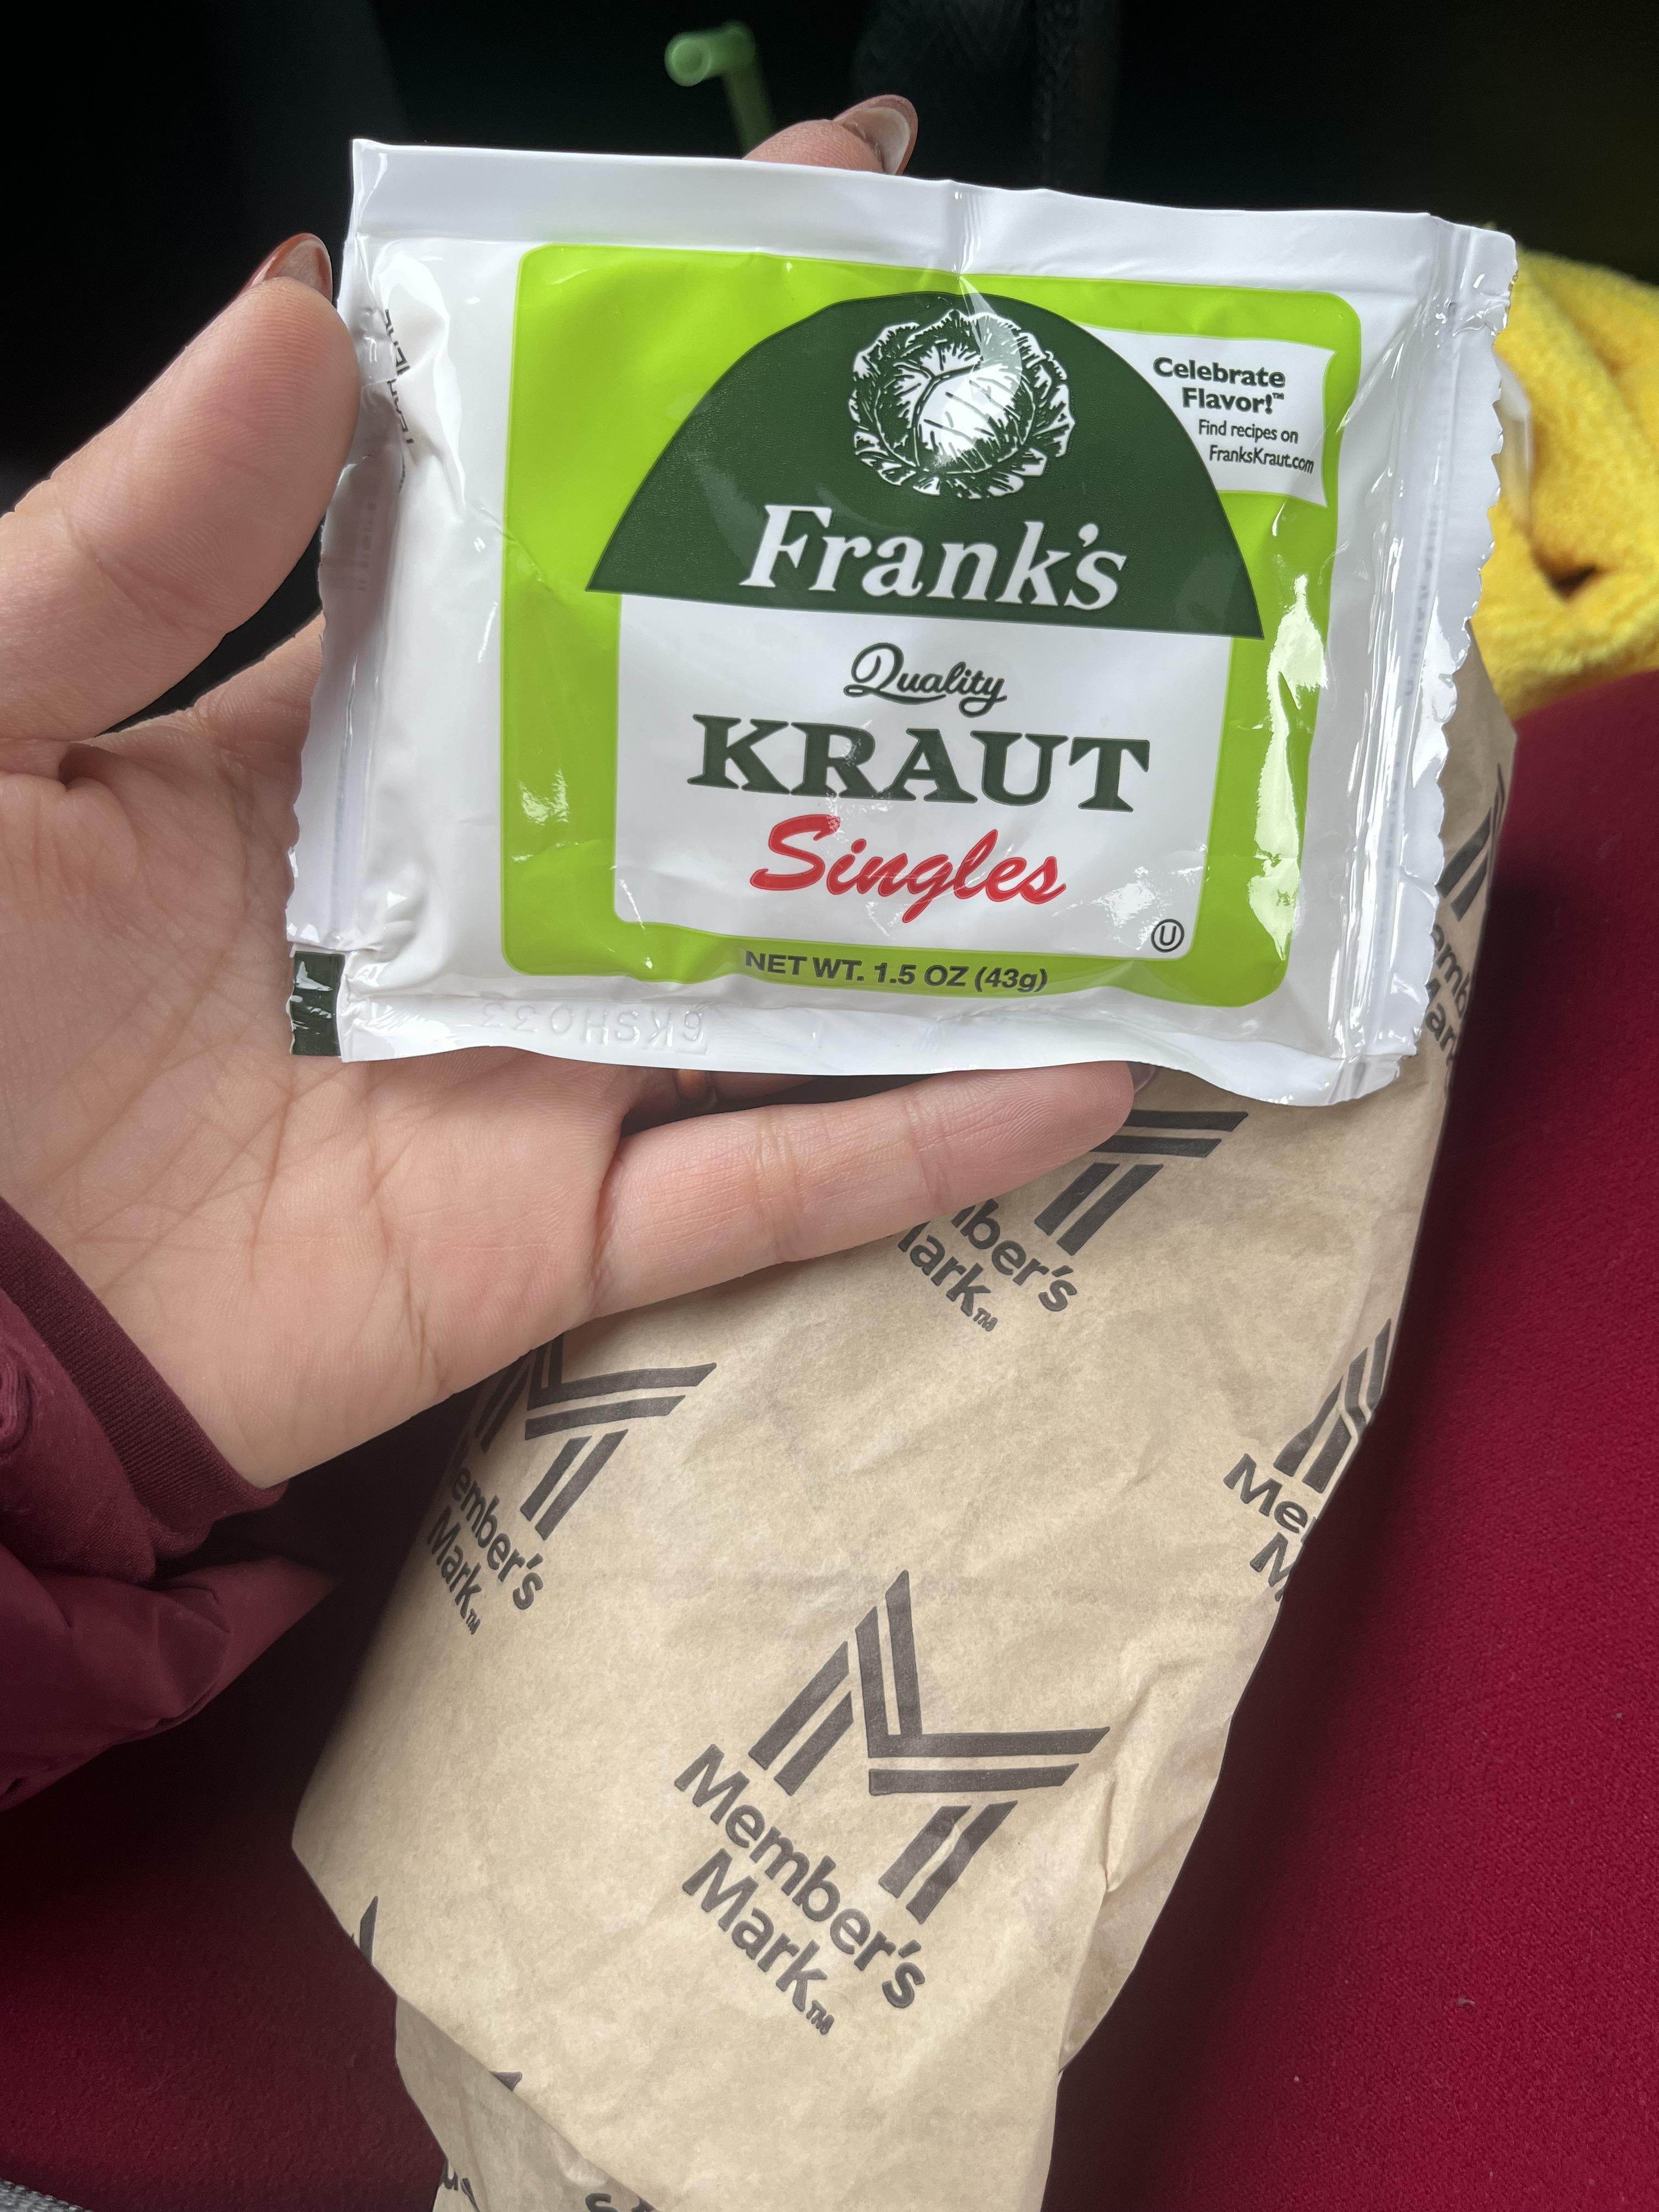 Celebrate
Flavor!™
Find recipes on
FranksKraut.com
Frank's
Quality
KRAUT
Singles
U
NET WT. 1.5 OZ (43g)
6KSH033
Member's
Mark™
Member's
Mark™
Member's
Mark™